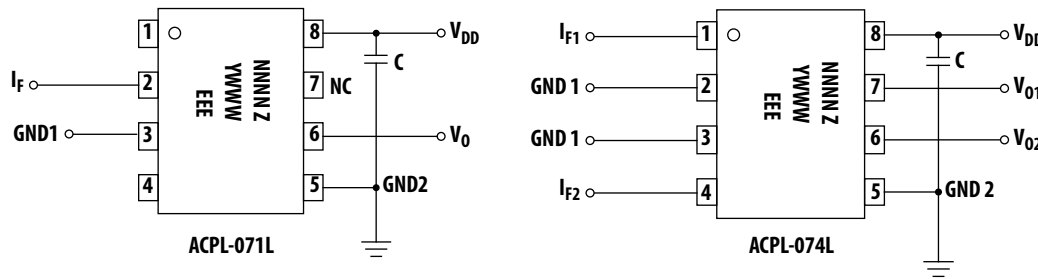 1
8
V_DD
C
I_F
2
7
NC
NNNN Z
YWWW
EEE
GND1
3
6
V_O
4
5
GND2
ACPL-071L
I_F1
1
8
V_DD
C
GND 1
2
7
V_O1
NNNN Z
YWWW
EEE
GND 1
3
6
V_O2
I_F2
4
5
GND 2
ACPL-074L